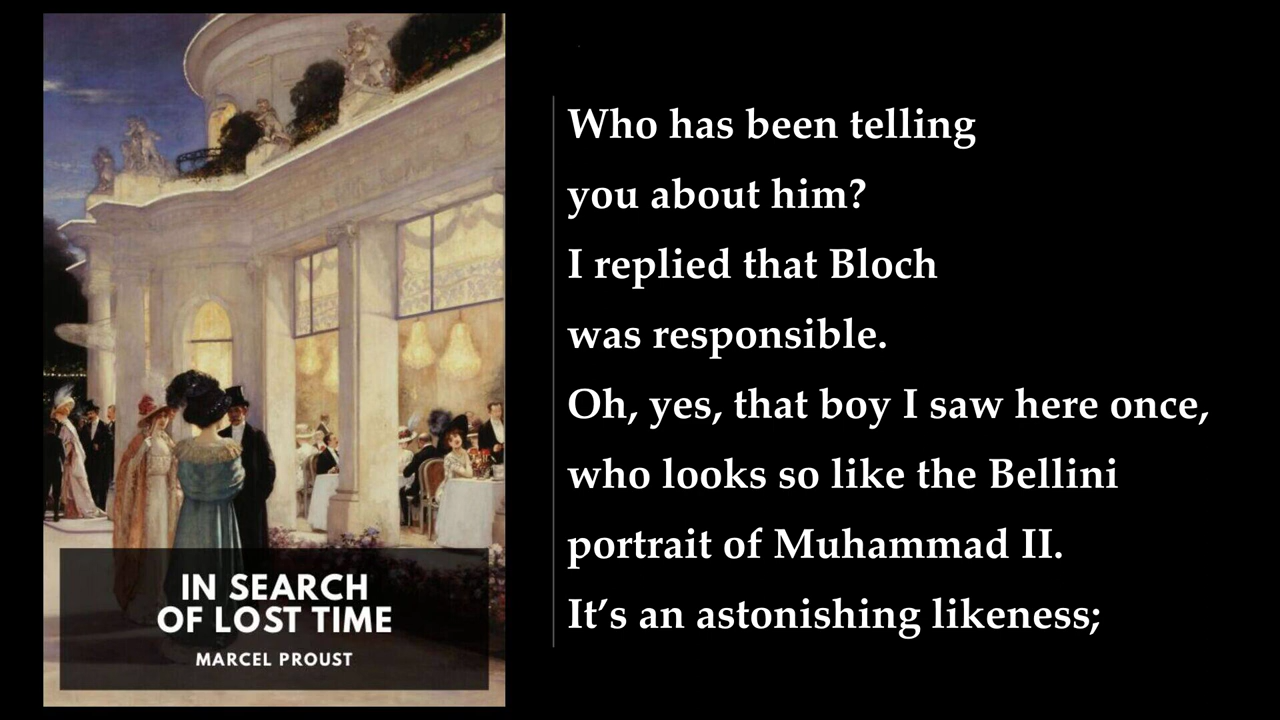 IN SEARCH
OF LOST TIME
MARCEL PROUST
Who has been telling
you about him?
I replied that Bloch
was responsible.
Oh, yes, that boy I saw here once,
who looks so like the Bellini
portrait of Muhammad II.
It’s an astonishing likeness;